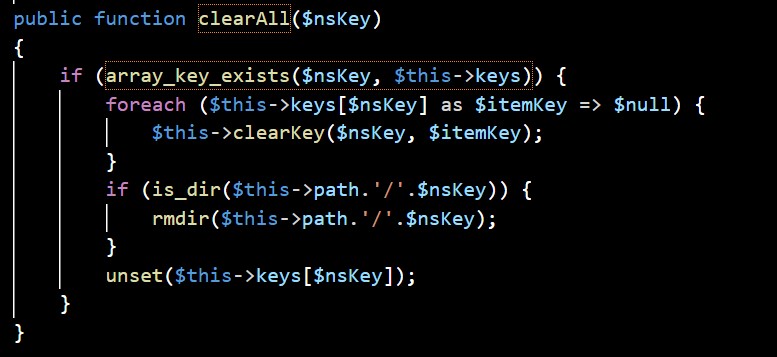 public function clearAll($nsKey)
{
    if (array_key_exists($nsKey, $this->keys)) {
        foreach ($this->keys[$nsKey] as $itemKey => $null) {
            $this->clearKey($nsKey, $itemKey);
        }
        if (is_dir($this->path.'/'.$nsKey)) {
            rmdir($this->path.'/'.$nsKey);
        }
        unset($this->keys[$nsKey]);
    }
}